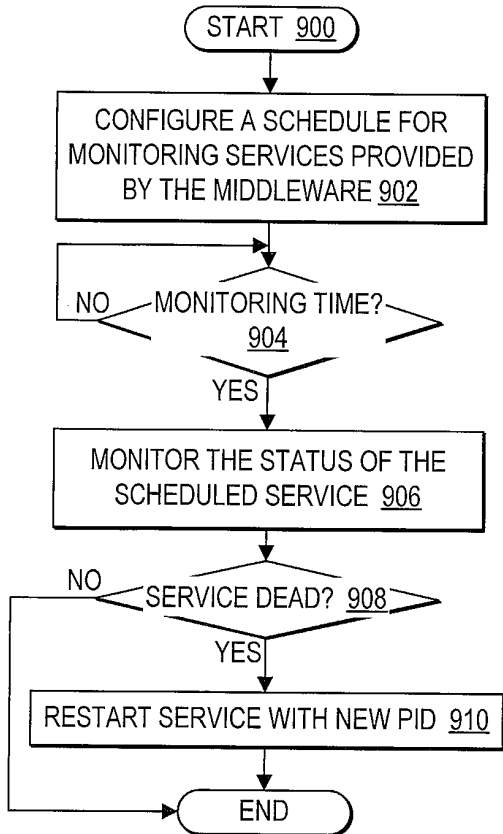 START 900
CONFIGURE A SCHEDULE FOR
MONITORING SERVICES PROVIDED
BY THE MIDDLEWARE 902
NO
MONITORING TIME?
904
YES
MONITOR THE STATUS OF THE
SCHEDULED SERVICE 906
NO
SERVICE DEAD? 908
YES
RESTART SERVICE WITH NEW PID 910
END